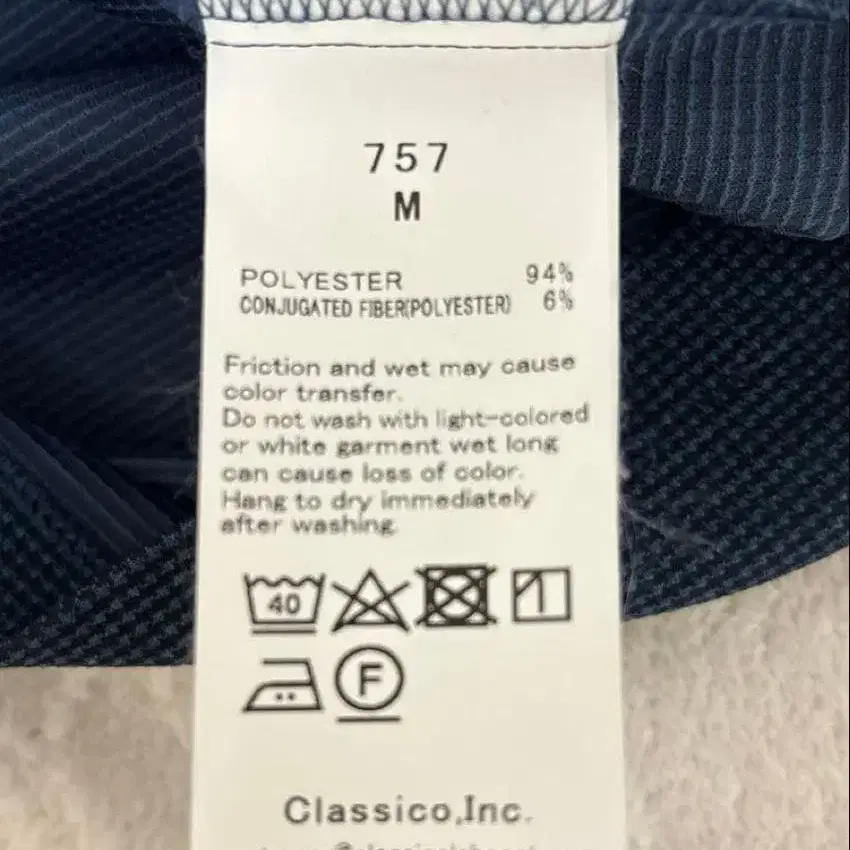 757
M
POLYESTER 94%
CONJUGATED FIBER(POLYESTER) 6%
Friction and wet may cause
color transfer.
Do not wash with light-colored
or white garment wet long
can cause loss of color.
Hang to dry immediately
after washing
40
F
Classico,Inc.